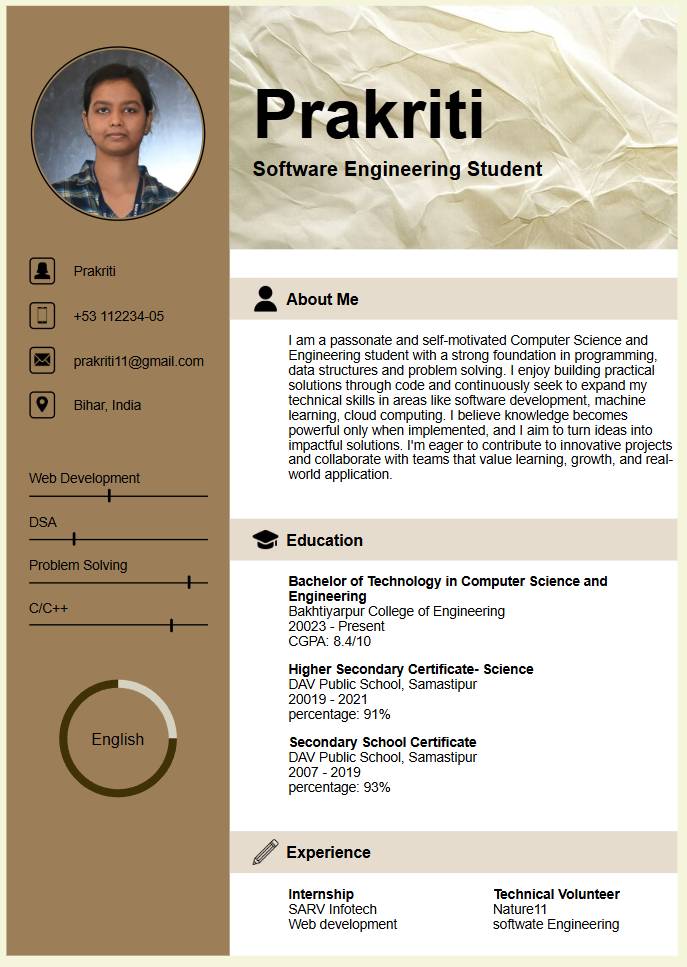 Prakriti
Software Engineering Student
Prakriti
+53 112234-05
prakriti11@gmail.com
Bihar, India
Web Development
DSA
Problem Solving
C/C++
English
About Me
I am a passonate and self-motivated Computer Science and
Engineering student with a strong foundation in programming,
data structures and problem solving. I enjoy building practical
solutions through code and continuously seek to expand my
technical skills in areas like software development, machine
learning, cloud computing. I believe knowledge becomes
powerful only when implemented, and I aim to turn ideas into
impactful solutions. I'm eager to contribute to innovative projects
and collaborate with teams that value learning, growth, and real-
world application.
Education
Bachelor of Technology in Computer Science and
Engineering
Bakhtiyarpur College of Engineering
20023 - Present
CGPA: 8.4/10
Higher Secondary Certificate- Science
DAV Public School, Samastipur
20019 - 2021
percentage: 91%
Secondary School Certificate
DAV Public School, Samastipur
2007 - 2019
percentage: 93%
Experience
Internship
SARV Infotech
Web development
Technical Volunteer
Nature11
softwate Engineering